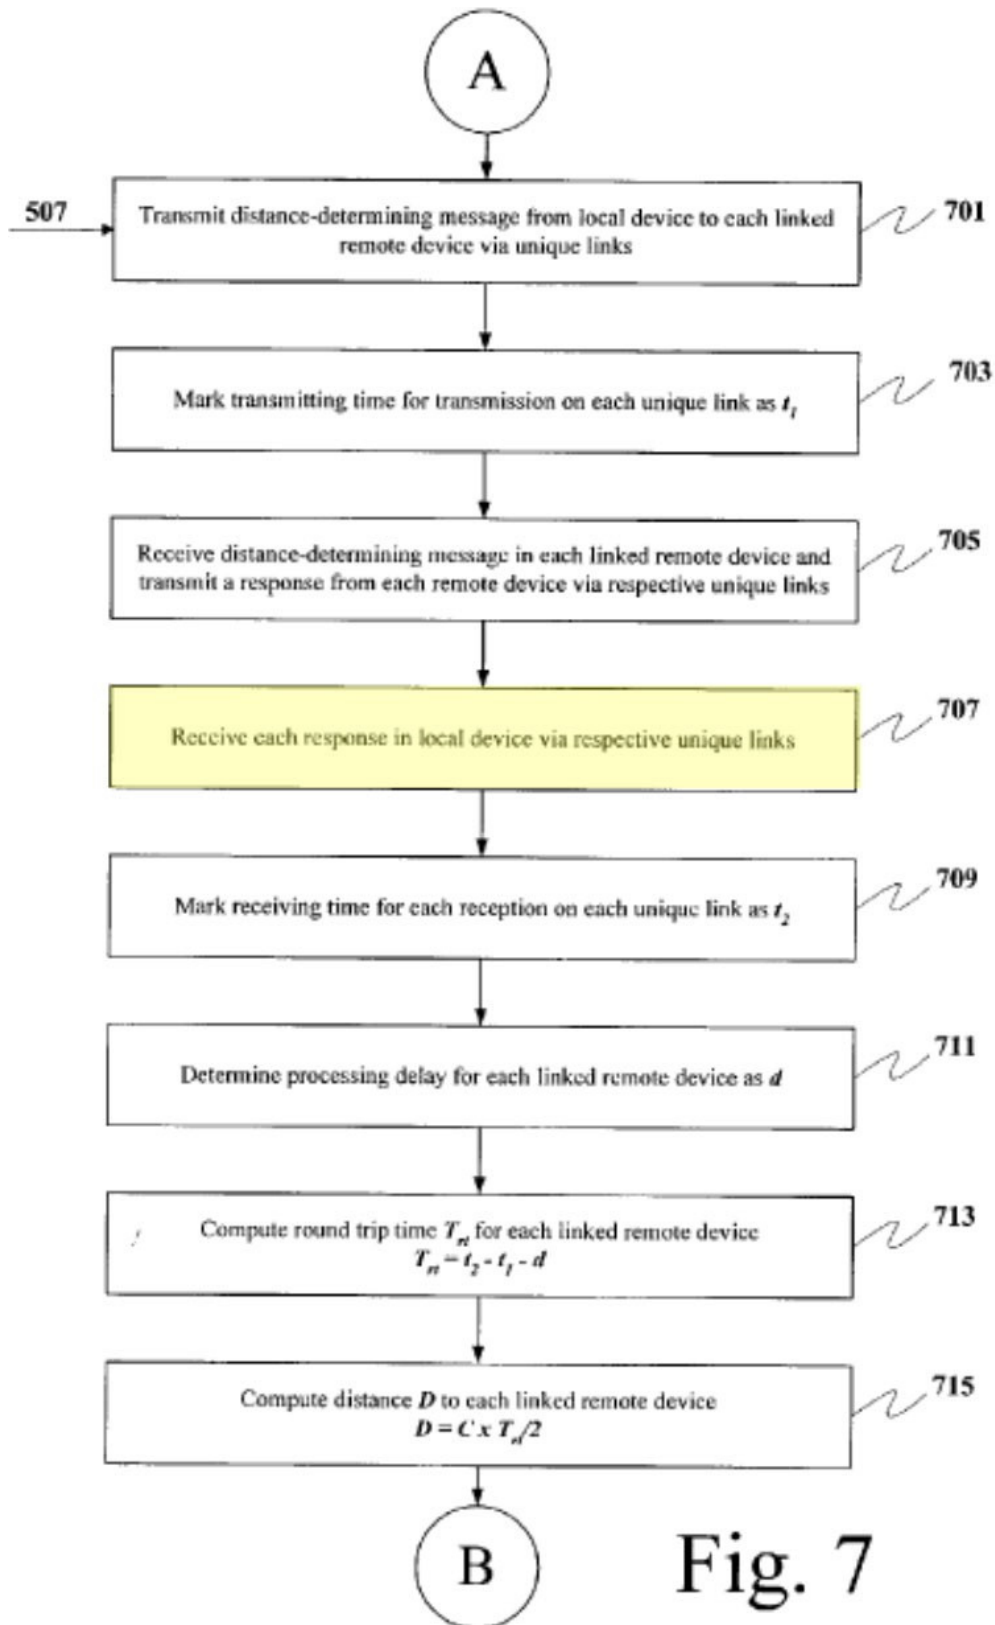 A
507
Transmit distance-determining message from local device to each linked
remote device via unique links
701
Mark transmitting time for transmission on each unique link as t₁
703
Receive distance-determining message in each linked remote device and
transmit a response from each remote device via respective unique links
705
Receive each response in local device via respective unique links
707
Mark receiving time for each reception on each unique link as t₂
709
Determine processing delay for each linked remote device as d
711
Compute round trip time Tᵣₜ for each linked remote device
Tᵣₜ = t₂ - t₁ - d
713
Compute distance D to each linked remote device
D = C x Tᵣₜ/2
715
B
Fig. 7